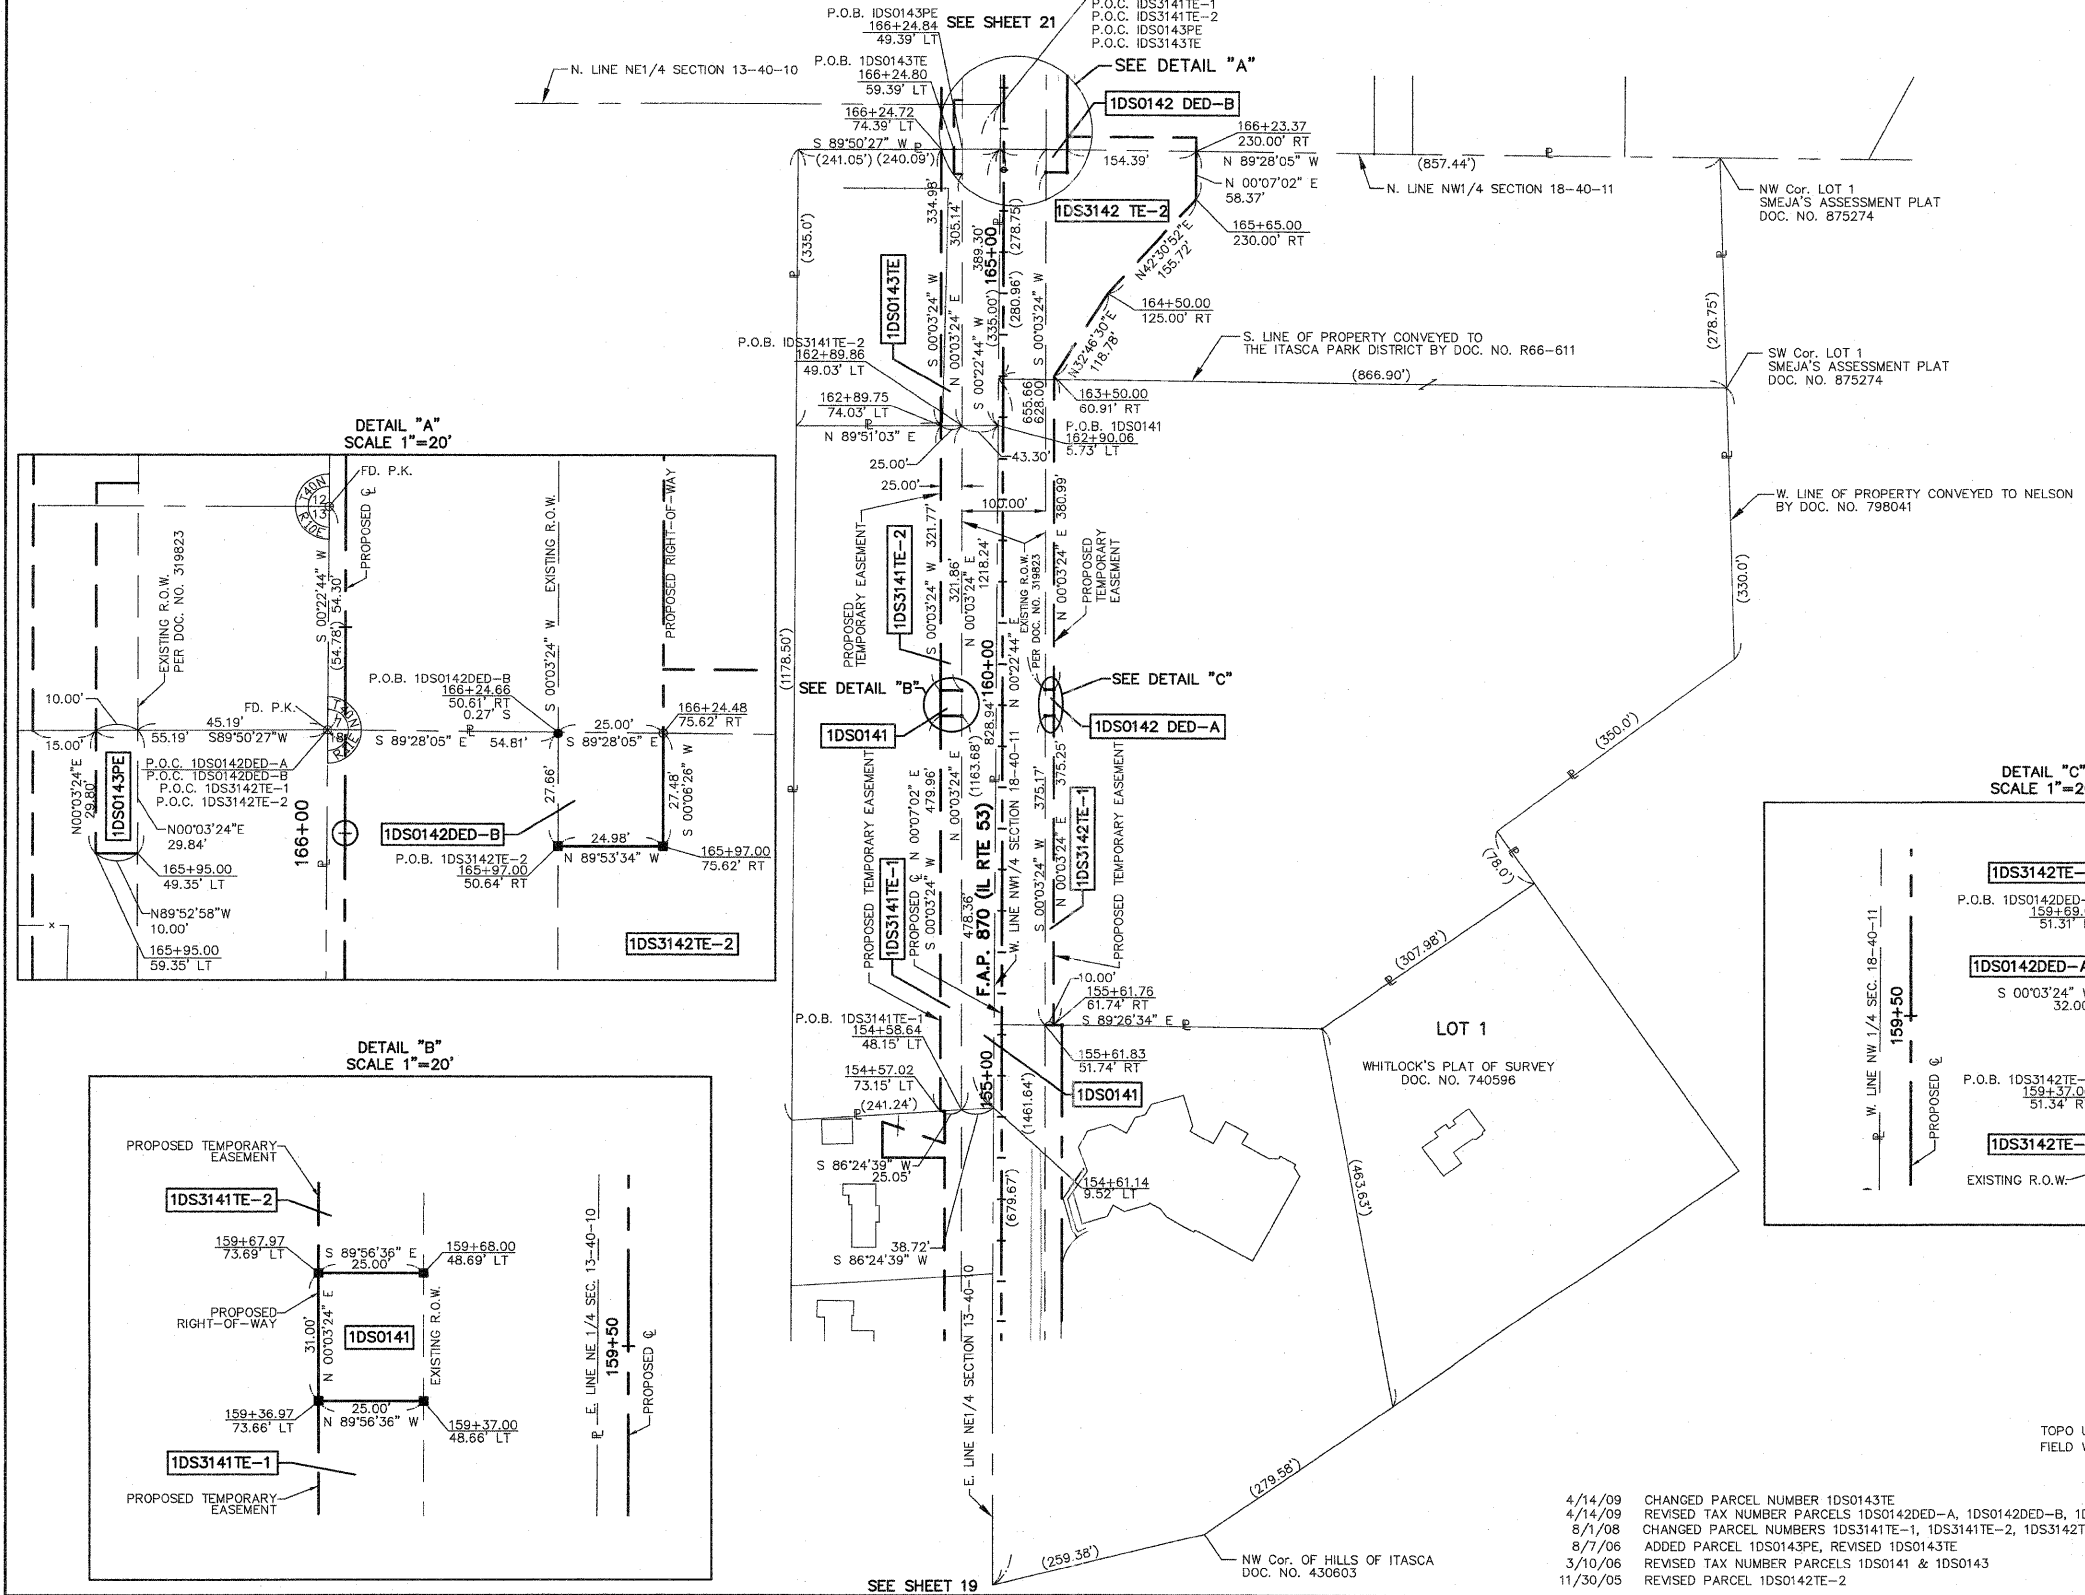 P.O.B. IDS0143PE
166+24.84
49.39' LT
SEE SHEET 21
P.O.C. IDS3141TE-1
P.O.C. IDS3141TE-2
P.O.C. IDS0143PE
P.O.C. IDS3143TE
N. LINE NE1/4 SECTION 13-40-10
P.O.B. 1DS0143TE
166+24.80
59.39' LT
SEE DETAIL "A"
1DS0142 DED-B
166+24.72
74.39' LT
166+23.37
230.00' RT
S 89°50'27" W
(241.05') (240.09')
154.39'
N 89°28'05" W
(857.44')
N 00°07'02" E
58.37'
N. LINE NW1/4 SECTION 18-40-11
NW Cor. LOT 1
SMEJA'S ASSESSMENT PLAT
DOC. NO. 875274
1DS3142 TE-2
165+65.00
230.00' RT
(335.0')
334.98'
305.14'
389.30'
165+00
(278.75')
N42°30'52"E
155.72'
1DS0143TE
S 00°03'24" W
N 00°03'24" E
S 00°22'44" W
(335.00')
(280.96')
S 00°03'24" W
164+50.00
125.00' RT
(278.75')
P.O.B. IDS3141TE-2
162+89.86
49.03' LT
N32°46'30"E
118.78'
S. LINE OF PROPERTY CONVEYED TO
THE ITASCA PARK DISTRICT BY DOC. NO. R66-611
(866.90')
SW Cor. LOT 1
SMEJA'S ASSESSMENT PLAT
DOC. NO. 875274
162+89.75
74.03' LT
655.66'
628.00'
163+50.00
60.91' RT
N 89°51'03" E
P.O.B. 1DS0141
162+90.06
5.73' LT
25.00'
43.30'
25.00'
100.00'
W. LINE OF PROPERTY CONVEYED TO NELSON
BY DOC. NO. 798041
(330.0')
PROPOSED
TEMPORARY EASEMENT
1DS3141TE-2
S 00°03'24" W 321.77'
321.86'
N 00°03'24" E
1218.24'
EXISTING R.O.W.
PER DOC. NO. 319823
N 00°03'24" E 380.99'
PROPOSED
TEMPORARY
EASEMENT
(1178.50')
SEE DETAIL "B"
160+00
N 00°22'44" E
SEE DETAIL "C"
1DS0141
828.94'
1DS0142 DED-A
(350.0')
PROPOSED TEMPORARY EASEMENT
1DS3141TE-1
PROPOSED ℄ N 00°07'02" E
S 00°03'24" W 479.96'
N 00°03'24" E
478.36'
(1163.68')
F.A.P. 870 (IL RTE 53)
W. LINE NW1/4 SECTION 18-40-11
S 00°03'24" W 375.17'
N 00°03'24" E 375.25'
1DS3142TE-1
PROPOSED TEMPORARY EASEMENT
(78.0')
(307.98')
10.00'
155+61.76
61.74' RT
S 89°26'34" E
P.O.B. 1DS3141TE-1
154+58.64
48.15' LT
155+00
155+61.83
51.74' RT
154+57.02
73.15' LT
(241.24')
(1461.64')
1DS0141
LOT 1
WHITLOCK'S PLAT OF SURVEY
DOC. NO. 740596
S 86°24'39" W
25.05'
154+61.14
9.52' LT
(679.67')
(463.63')
38.72'
S 86°24'39" W
E. LINE NE1/4 SECTION 13-40-10
(279.58')
(259.38')
NW Cor. OF HILLS OF ITASCA
DOC. NO. 430603
SEE SHEET 19
DETAIL "A"
SCALE 1"=20'
FD. P.K.
T40N
12
13
R10E
PROPOSED ℄
EXISTING R.O.W.
PER DOC. NO. 319823
S 00°22'44" W
(54.78') 54.30'
S 00°03'24" W EXISTING R.O.W.
PROPOSED RIGHT-OF-WAY
P.O.B. 1DS0142DED-B
166+24.66
50.61' RT
0.27' S
10.00'
FD. P.K.
T40N
7
18
R11E
166+24.48
75.62' RT
45.19'
25.00'
15.00'
55.19'
S89°50'27"W
S 89°28'05" E
54.81'
S 89°28'05" E
N00°03'24"E
29.80'
1DS0143PE
P.O.C. 1DS0142DED-A
P.O.C. 1DS0142DED-B
P.O.C. 1DS3142TE-1
P.O.C. 1DS3142TE-2
27.66'
27.48'
S 00°06'26" W
N00°03'24"E
29.84'
166+00
1DS0142DED-B
24.98'
P.O.B. 1DS3142TE-2
165+97.00
50.64' RT
N 89°53'34" W
165+97.00
75.62' RT
165+95.00
49.35' LT
N89°52'58"W
10.00'
165+95.00
59.35' LT
1DS3142TE-2
DETAIL "B"
SCALE 1"=20'
PROPOSED TEMPORARY
EASEMENT
1DS3141TE-2
159+67.97
73.69' LT
S 89°56'36" E
25.00'
159+68.00
48.69' LT
PROPOSED
RIGHT-OF-WAY
31.00'
N 00°03'24" E
1DS0141
EXISTING R.O.W.
E. LINE NE 1/4 SEC. 13-40-10
159+50
PROPOSED ℄
159+36.97
73.66' LT
25.00'
N 89°56'36" W
159+37.00
48.66' LT
1DS3141TE-1
PROPOSED TEMPORARY
EASEMENT
DETAIL "C"
SCALE 1"=2
1DS3142TE-
P.O.B. 1DS0142DED-
159+69.
51.31'
1DS0142DED-A
S 00°03'24"
32.00
W. LINE NW 1/4 SEC. 18-40-11
159+50
PROPOSED ℄
P.O.B. 1DS3142TE-
159+37.0
51.34' R
1DS3142TE-
EXISTING R.O.W.
TOPO
FIELD
4/14/09 CHANGED PARCEL NUMBER 1DS0143TE
4/14/09 REVISED TAX NUMBER PARCELS 1DS0142DED-A, 1DS0142DED-B, 1D
8/1/08 CHANGED PARCEL NUMBERS 1DS3141TE-1, 1DS3141TE-2, 1DS3142T
8/7/06 ADDED PARCEL 1DS0143PE, REVISED 1DS0143TE
3/10/06 REVISED TAX NUMBER PARCELS 1DS0141 & 1DS0143
11/30/05 REVISED PARCEL 1DS0142TE-2